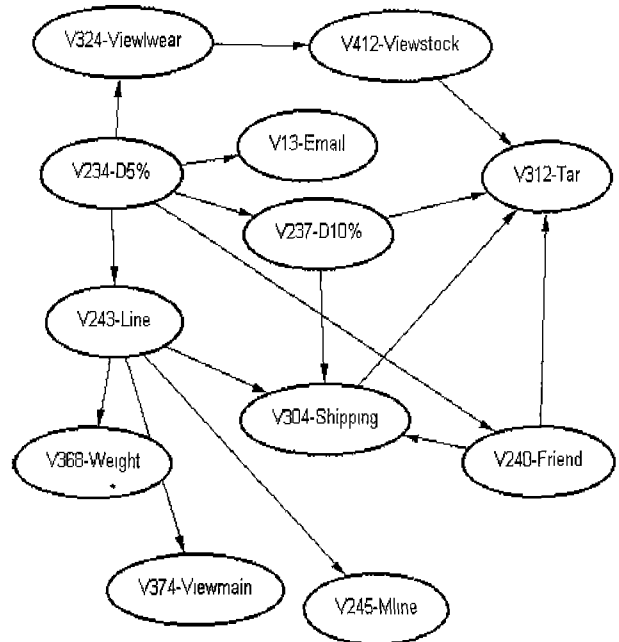 V324-Viewlwear
V412-Viewstock
V13-Email
V234-D5%
V312-Tar
V237-D10%
V243-Line
V304-Shipping
V368-Weight
V240-Friend
V374-Viewmain
V245-Mline